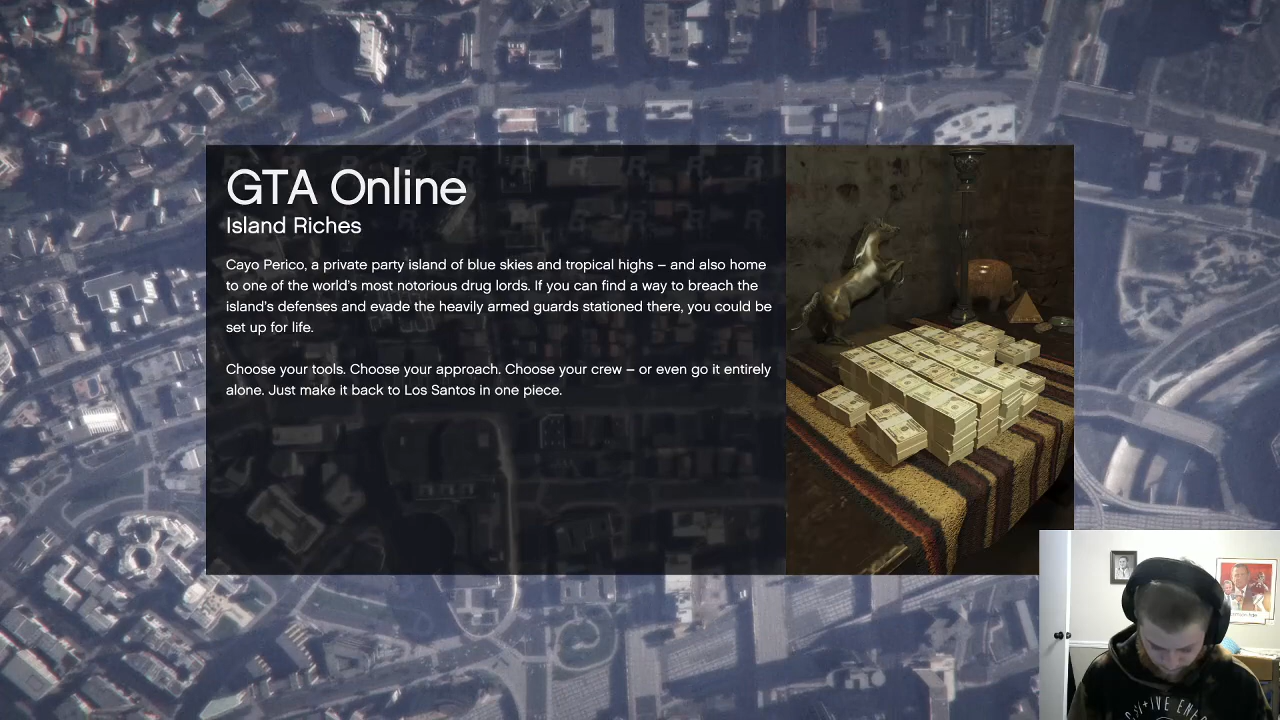 GTA Online
Island Riches
Cayo Perico, a private party island of blue skies and tropical highs – and also home
to one of the world's most notorious drug lords. If you can find a way to breach the
island's defenses and evade the heavily armed guards stationed there, you could be
set up for life.
Choose your tools. Choose your approach. Choose your crew – or even go it entirely
alone. Just make it back to Los Santos in one piece.